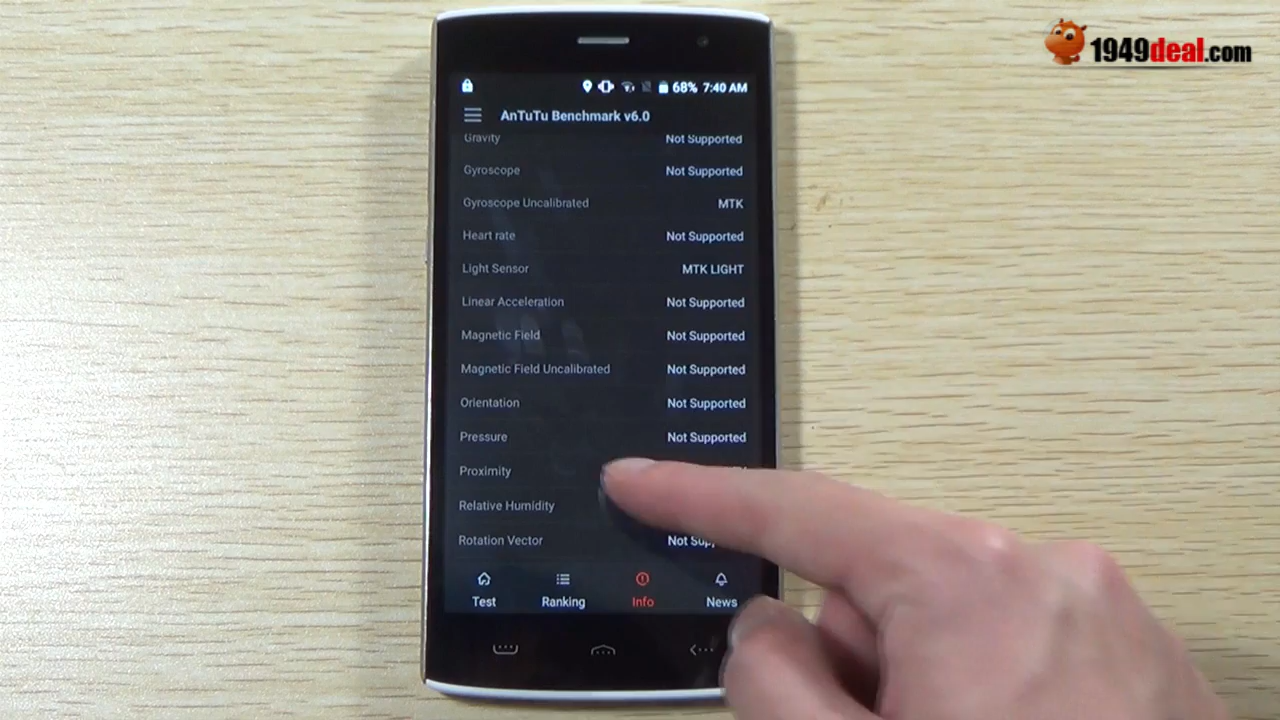 1949deal.com
68% 7:40 AM
AnTuTu Benchmark v6.0
Gravity Not Supported
Gyroscope Not Supported
Gyroscope Uncalibrated MTK
Heart rate Not Supported
Light Sensor MTK LIGHT
Linear Acceleration Not Supported
Magnetic Field Not Supported
Magnetic Field Uncalibrated Not Supported
Orientation Not Supported
Pressure Not Supported
Proximity
Relative Humidity
Rotation Vector Not Supp
Test Ranking Info News